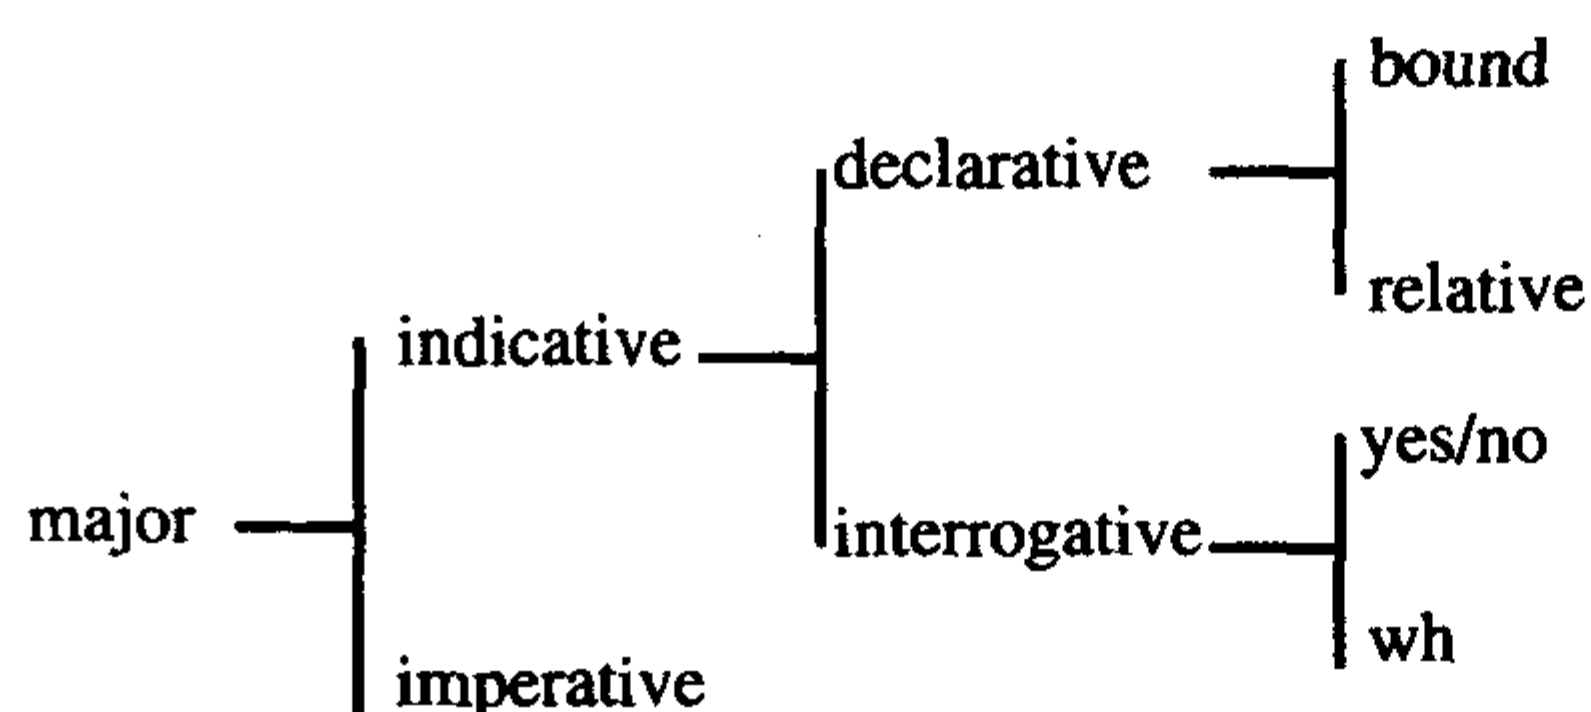 bound
declarative
relative
indicative
yes/no
major
interrogative
wh
imperative